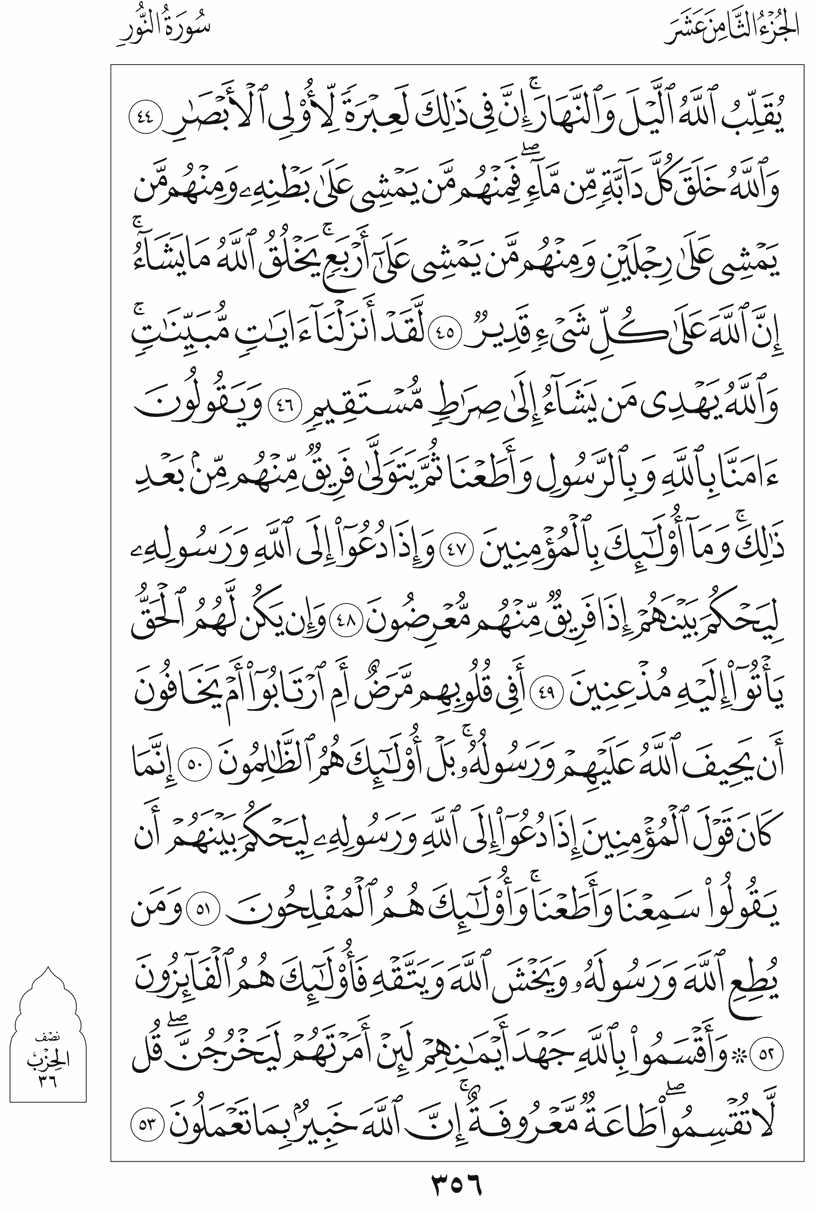 الجُزْءُ الثَّامِنَ عَشَرَ
سُورَةُ النُّورِ
يُقَلِّبُ ٱللَّهُ ٱلَّيۡلَ وَٱلنَّهَارَۚ إِنَّ فِي ذَٰلِكَ لَعِبۡرَةٗ لِّأُوْلِي ٱلۡأَبۡصَٰرِ ٤٤
وَٱللَّهُ خَلَقَ كُلَّ دَآبَّةٖ مِّن مَّآءٖۖ فَمِنۡهُم مَّن يَمۡشِي عَلَىٰ بَطۡنِهِۦ وَمِنۡهُم مَّن
يَمۡشِي عَلَىٰ رِجۡلَيۡنِ وَمِنۡهُم مَّن يَمۡشِي عَلَىٰٓ أَرۡبَعٖۚ يَخۡلُقُ ٱللَّهُ مَا يَشَآءُۚ
إِنَّ ٱللَّهَ عَلَىٰ كُلِّ شَيۡءٖ قَدِيرٞ ٤٥ لَّقَدۡ أَنزَلۡنَآ ءَايَٰتٖ مُّبَيِّنَٰتٖۚ
وَٱللَّهُ يَهۡدِي مَن يَشَآءُ إِلَىٰ صِرَٰطٖ مُّسۡتَقِيمٖ ٤٦ وَيَقُولُونَ
ءَامَنَّا بِٱللَّهِ وَبِٱلرَّسُولِ وَأَطَعۡنَا ثُمَّ يَتَوَلَّىٰ فَرِيقٞ مِّنۡهُم مِّنۢ بَعۡدِ
ذَٰلِكَۚ وَمَآ أُوْلَٰٓئِكَ بِٱلۡمُؤۡمِنِينَ ٤٧ وَإِذَا دُعُوٓاْ إِلَى ٱللَّهِ وَرَسُولِهِۦ
لِيَحۡكُمَ بَيۡنَهُمۡ إِذَا فَرِيقٞ مِّنۡهُم مُّعۡرِضُونَ ٤٨ وَإِن يَكُن لَّهُمُ ٱلۡحَقُّ
يَأۡتُوٓاْ إِلَيۡهِ مُذۡعِنِينَ ٤٩ أَفِي قُلُوبِهِم مَّرَضٌ أَمِ ٱرۡتَابُوٓاْ أَمۡ يَخَافُونَ
أَن يَحِيفَ ٱللَّهُ عَلَيۡهِمۡ وَرَسُولُهُۥۚ بَلۡ أُوْلَٰٓئِكَ هُمُ ٱلظَّٰلِمُونَ ٥٠ إِنَّمَا
كَانَ قَوۡلَ ٱلۡمُؤۡمِنِينَ إِذَا دُعُوٓاْ إِلَى ٱللَّهِ وَرَسُولِهِۦ لِيَحۡكُمَ بَيۡنَهُمۡ أَن
يَقُولُواْ سَمِعۡنَا وَأَطَعۡنَاۚ وَأُوْلَٰٓئِكَ هُمُ ٱلۡمُفۡلِحُونَ ٥١ وَمَن
يُطِعِ ٱللَّهَ وَرَسُولَهُۥ وَيَخۡشَ ٱللَّهَ وَيَتَّقۡهِ فَأُوْلَٰٓئِكَ هُمُ ٱلۡفَآئِزُونَ
٥٢ ۞ وَأَقۡسَمُواْ بِٱللَّهِ جَهۡدَ أَيۡمَٰنِهِمۡ لَئِنۡ أَمَرۡتَهُمۡ لَيَخۡرُجُنَّۖ قُل
لَّا تُقۡسِمُواْۖ طَاعَةٞ مَّعۡرُوفَةٌۚ إِنَّ ٱللَّهَ خَبِيرُۢ بِمَا تَعۡمَلُونَ ٥٣
نصف
الحزب
٣٦
٣٥٦